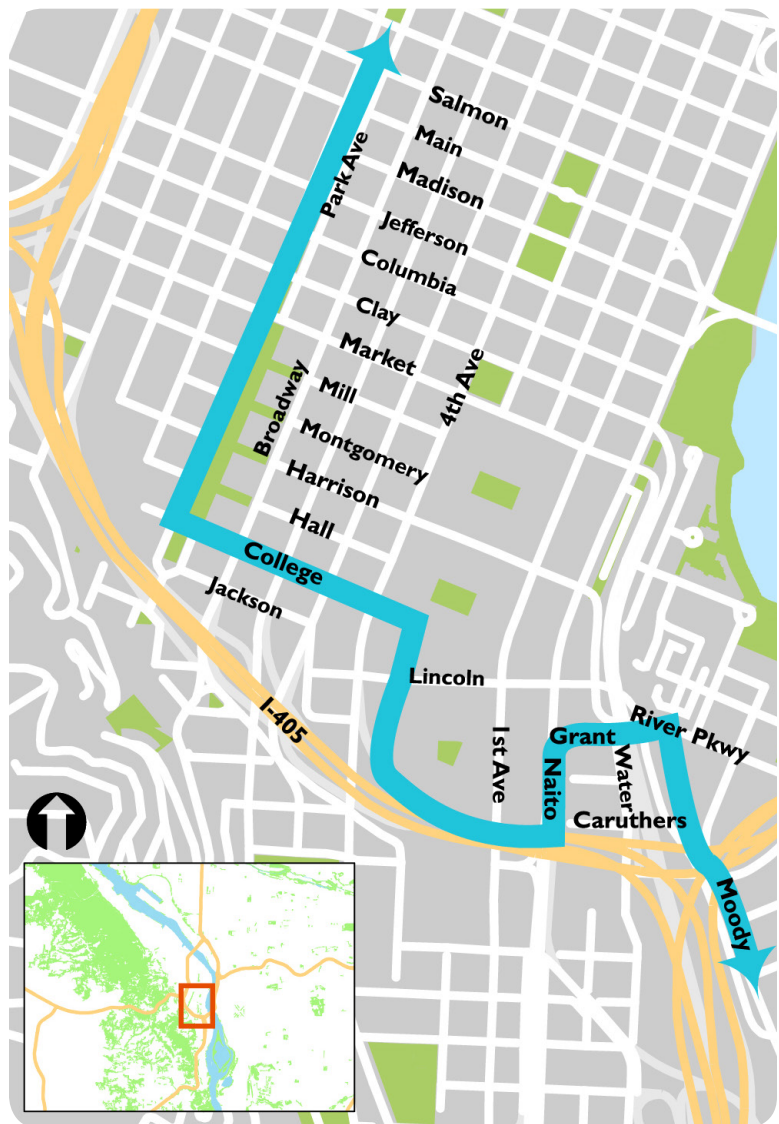 Salmon
Main
Park Ave
Madison
Jefferson
Columbia
Clay
Market
4th Ave
Broadway
Mill
Montgomery
Harrison
Hall
College
Jackson
Lincoln
I-405
River Pkwy
Grant
1st Ave
Naito
Water
Caruthers
Moody